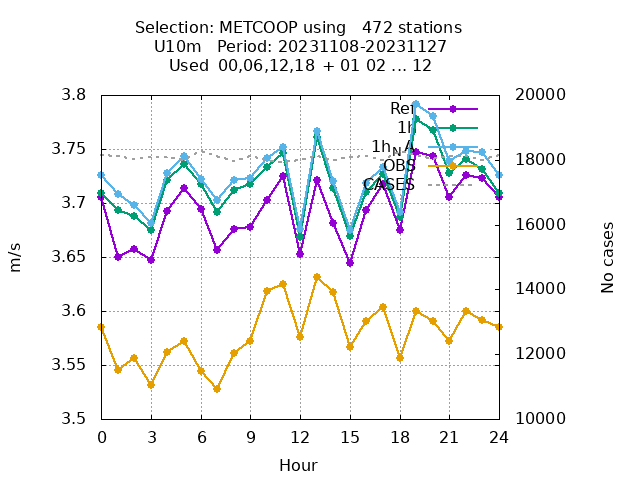 Selection: METCOOP using   472 stations
U10m   Period: 20231108-20231127
Used  00,06,12,18 + 01 02 ... 12
3.8
3.75
3.7
3.65
3.6
3.55
3.5
20000
18000
16000
14000
12000
10000
m/s
No cases
OBS
CASES
0 3 6 9 12 15 18 21 24
Hour